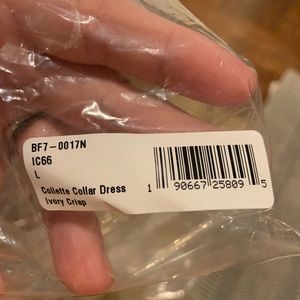 BF7-0017N
IC66
L
Collette Collar Dress
Ivory Crisp
1 90667 25809 5